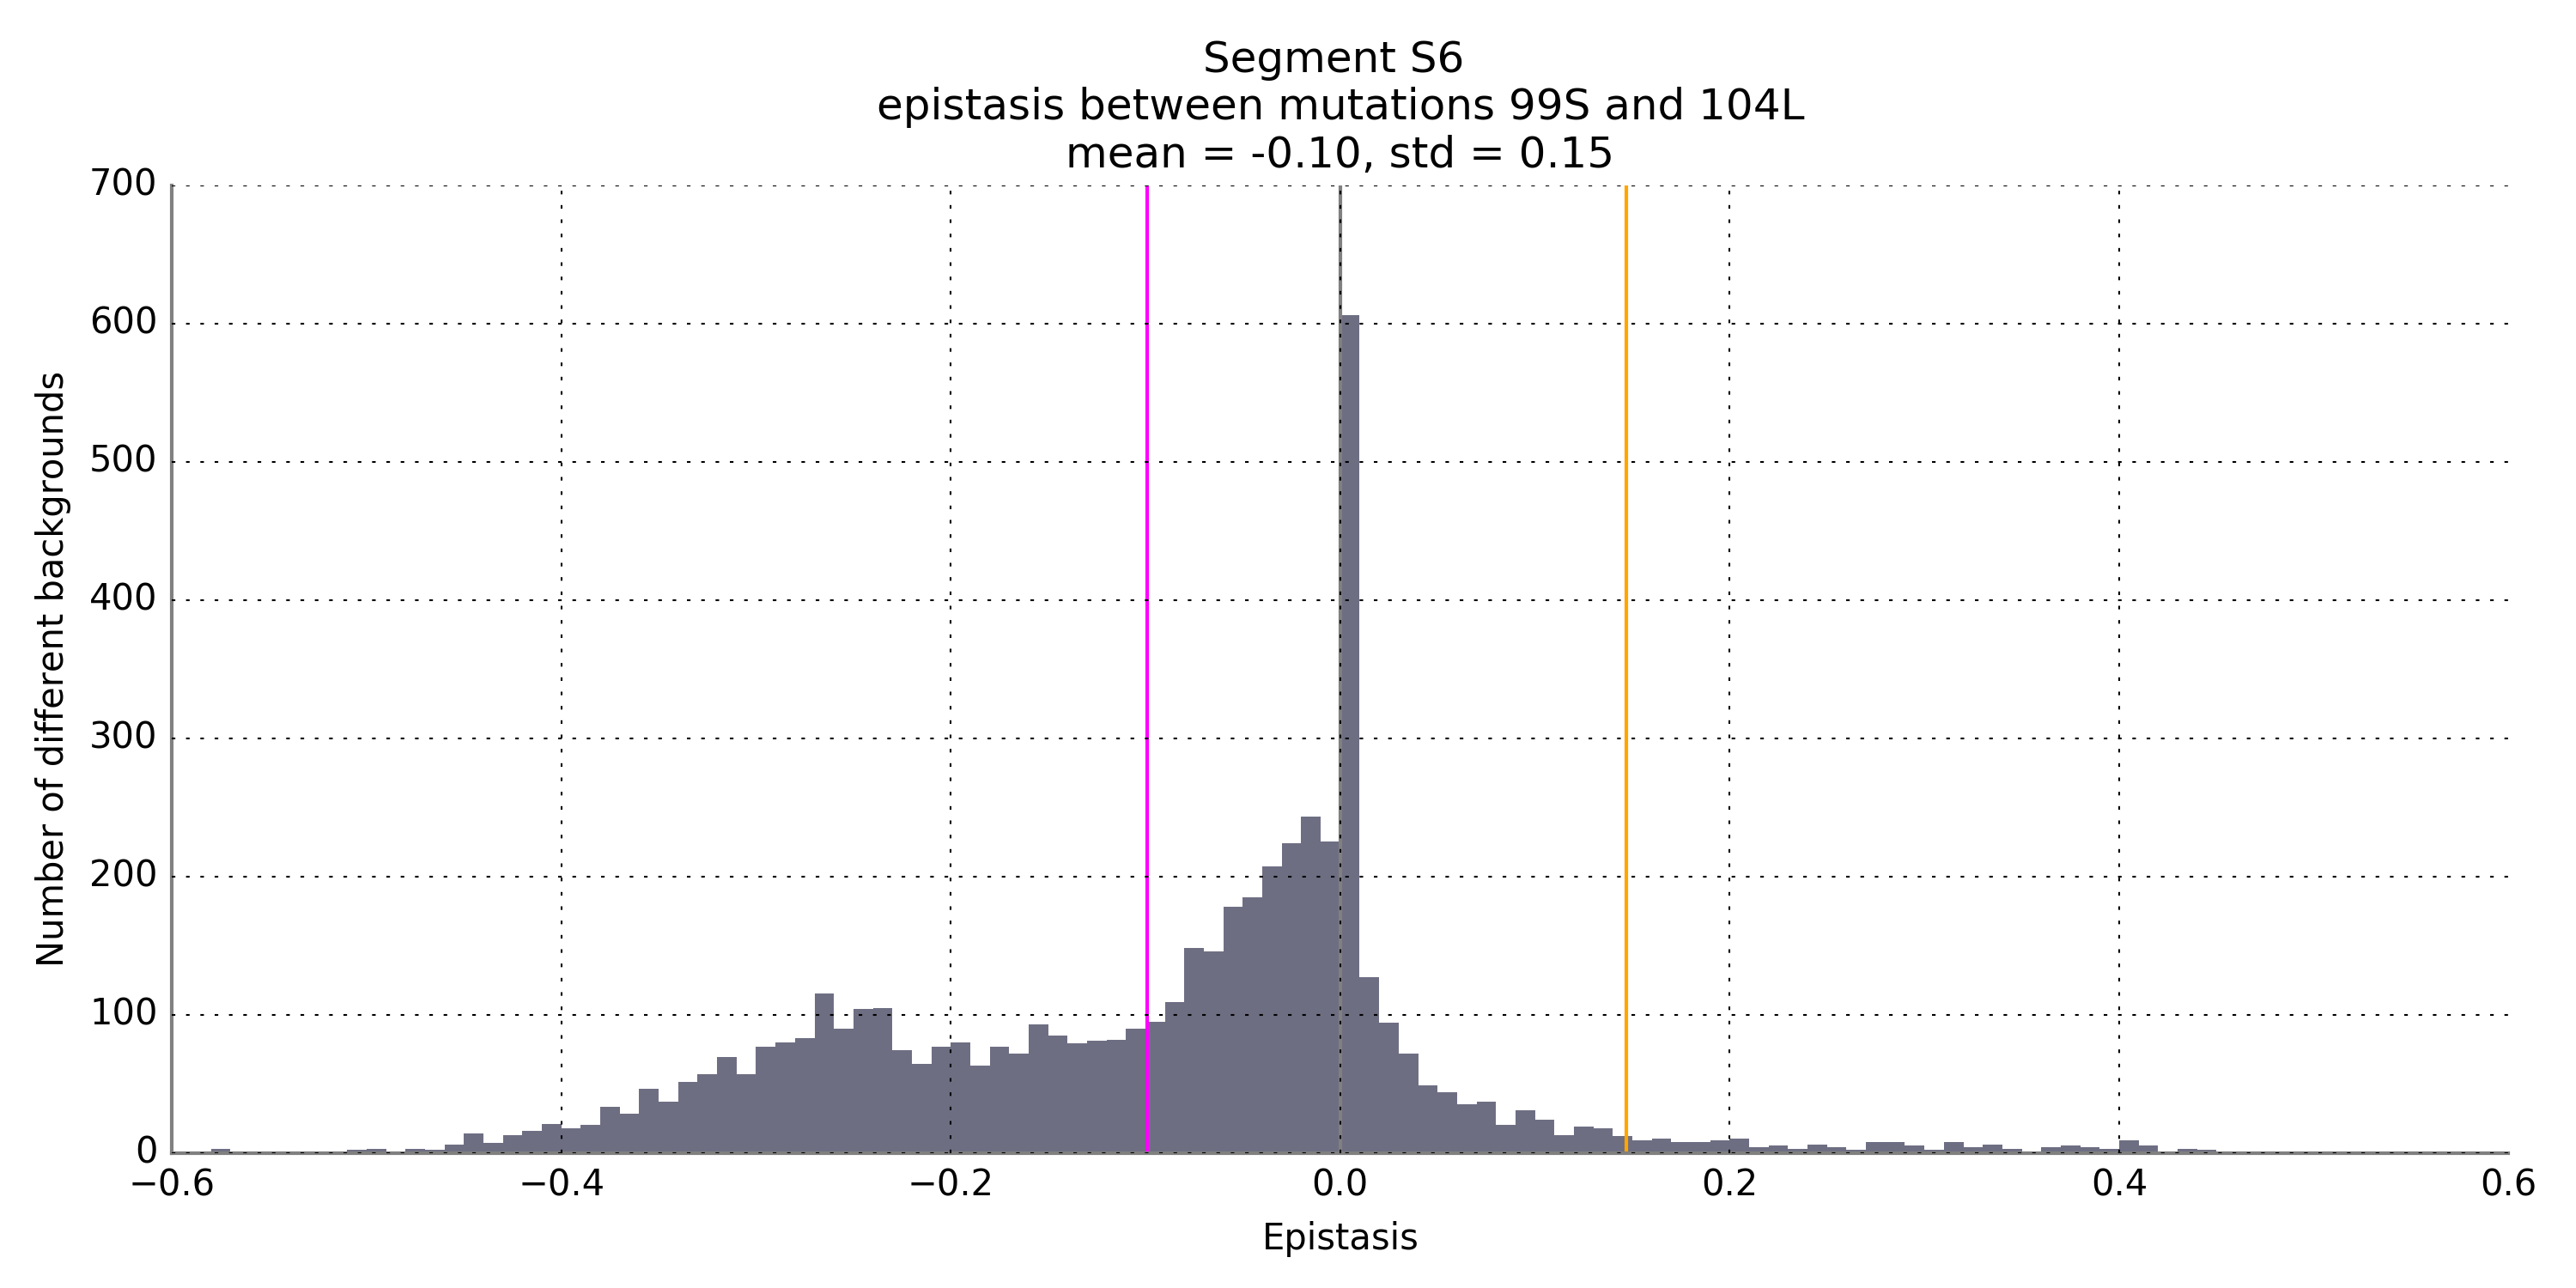 Segment S6
epistasis between mutations 99S and 104L
mean = -0.10, std = 0.15
700
600
500
400
300
200
100
0
Number of different backgrounds
−0.6 −0.4 −0.2 0.0 0.2 0.4 0.6
Epistasis